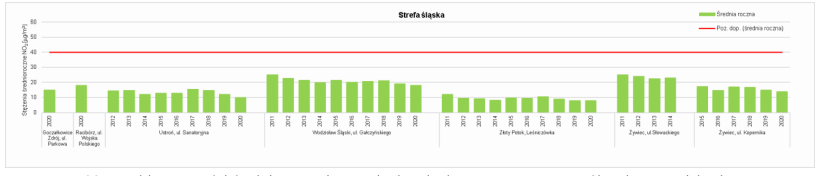 Strefa śląska
Średnia roczna
Poz. dop. (średnia roczna)
Stężenia średnioroczne NO₂ [µg/m³]
60
50
40
30
20
10
0
2020
2020
2012 2013 2014 2015 2016 2017 2018 2019 2020
2011 2012 2013 2014 2015 2016 2017 2018 2019 2020
2011 2012 2013 2014 2015 2016 2017 2018 2019 2020
2011 2012 2013 2014
2015 2016 2017 2018 2019 2020
Goczałkowice Zdrój, ul. Parkowa
Racibórz, ul. Wojska Polskiego
Ustroń, ul. Sanatoryjna
Wodzisław Śląski, ul. Gałczyńskiego
Złoty Potok, Leśniczówka
Żywiec, ul. Słowackiego
Żywiec, ul. Kopernika